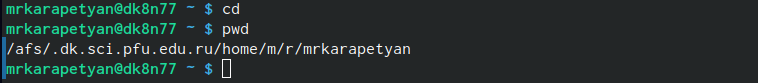 mrkarapetyan@dk8n77 ~ $ cd
mrkarapetyan@dk8n77 ~ $ pwd
/afs/.dk.sci.pfu.edu.ru/home/m/r/mrkarapetyan
mrkarapetyan@dk8n77 ~ $